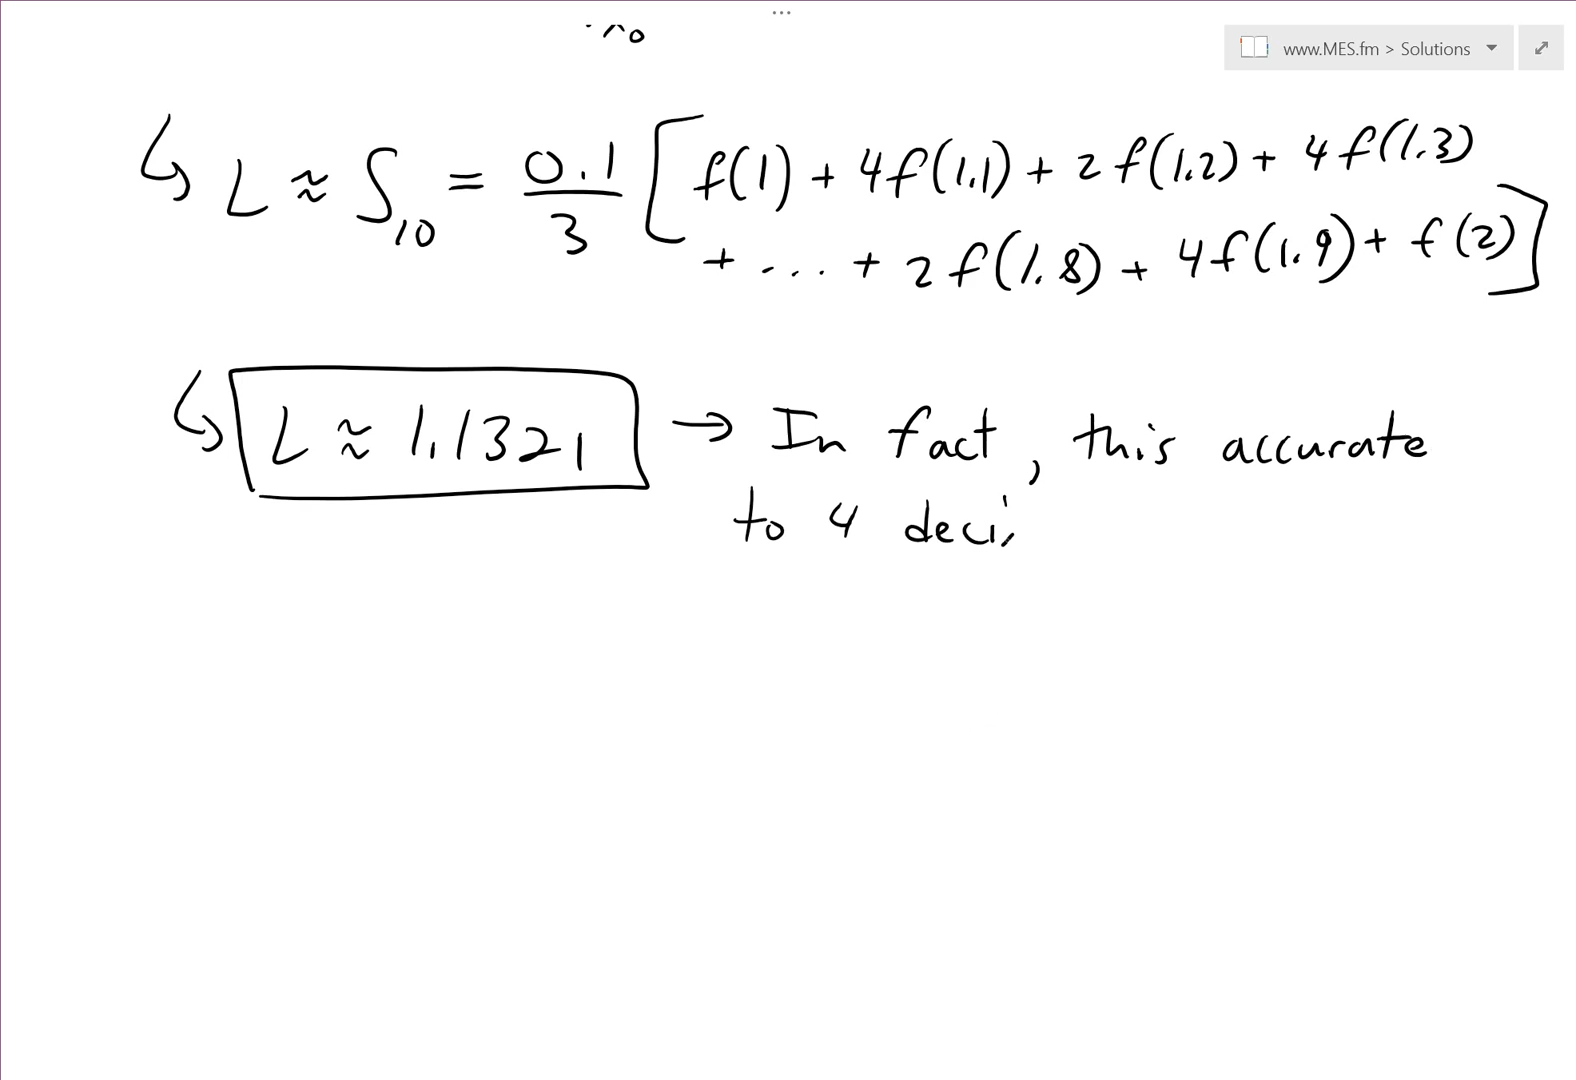 www.MES.fm > Solutions
↳ L ≈ S₁₀ = 0.1/3 [f(1) + 4f(1.1) + 2f(1.2) + 4f(1.3)
+ ... + 2f(1.8) + 4f(1.9) + f(2)]
↳ L ≈ 1.1321 → In fact, this accurate
to 4 deci